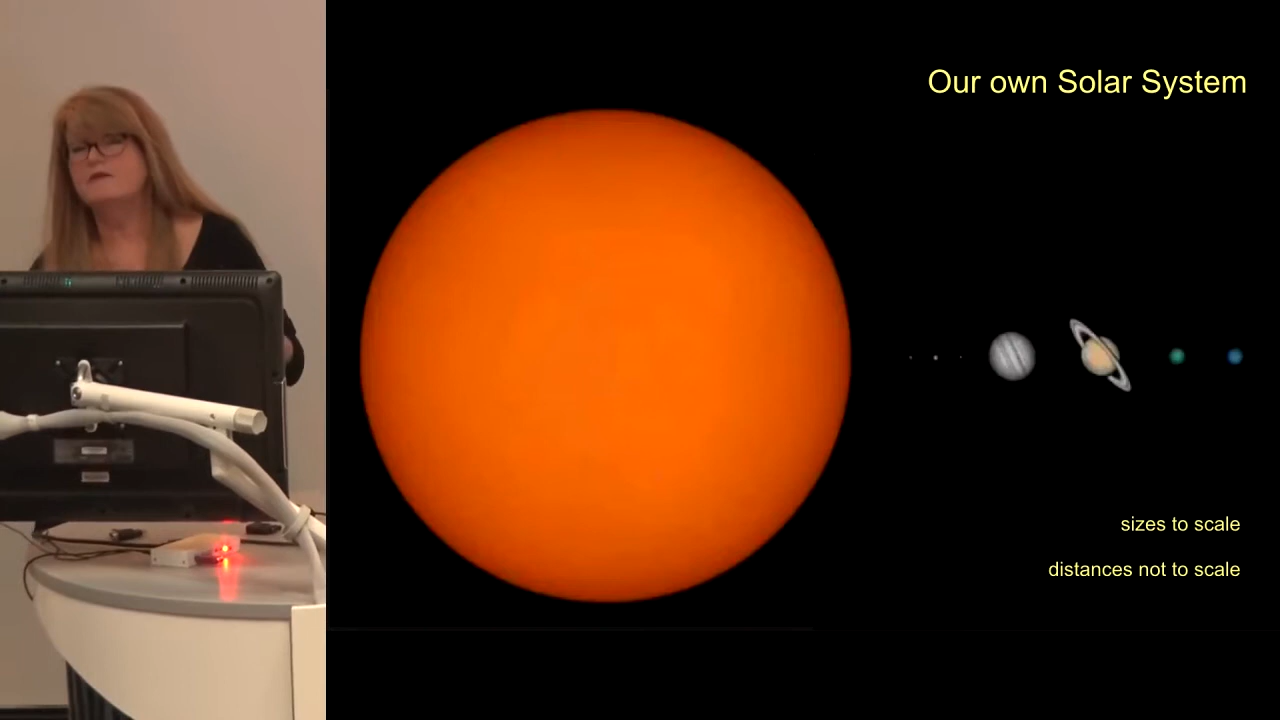 Our own Solar System
sizes to scale
distances not to scale